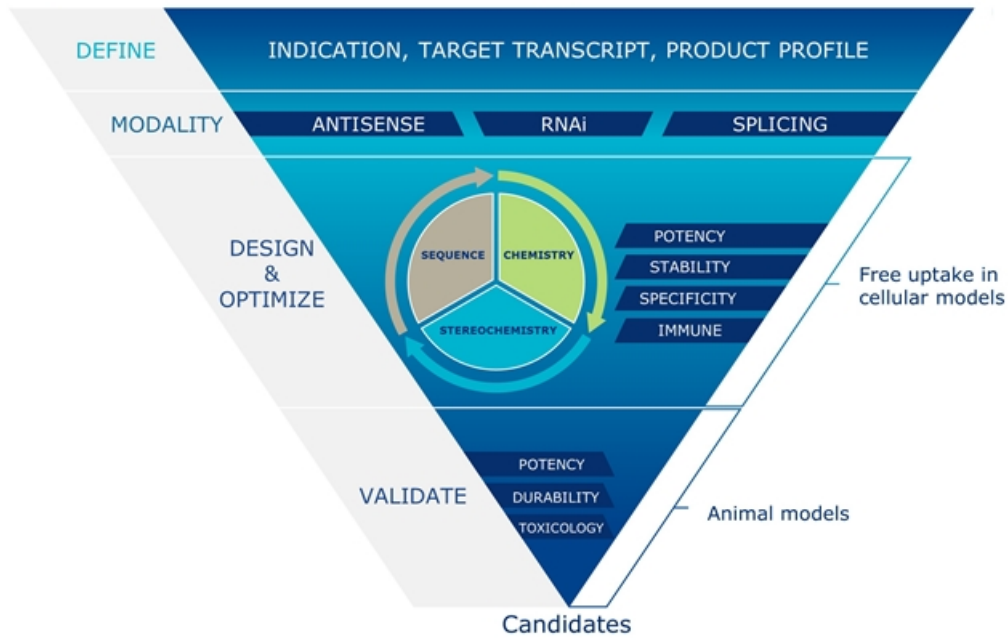 DEFINE
INDICATION, TARGET TRANSCRIPT, PRODUCT PROFILE
MODALITY
ANTISENSE
RNAi
SPLICING
DESIGN
&
OPTIMIZE
SEQUENCE
CHEMISTRY
STEREOCHEMISTRY
POTENCY
STABILITY
SPECIFICITY
IMMUNE
Free uptake in
cellular models
VALIDATE
POTENCY
DURABILITY
TOXICOLOGY
Animal models
Candidates